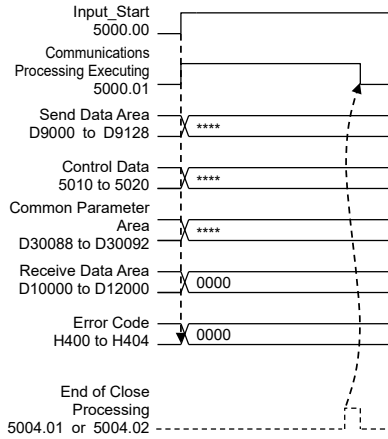 Input_Start
5000.00
Communications
Processing Executing
5000.01
Send Data Area
D9000 to D9128
****
Control Data
5010 to 5020
****
Common Parameter
Area
D30088 to D30092
****
Receive Data Area
D10000 to D12000
0000
Error Code
H400 to H404
0000
End of Close
Processing
5004.01 or 5004.02